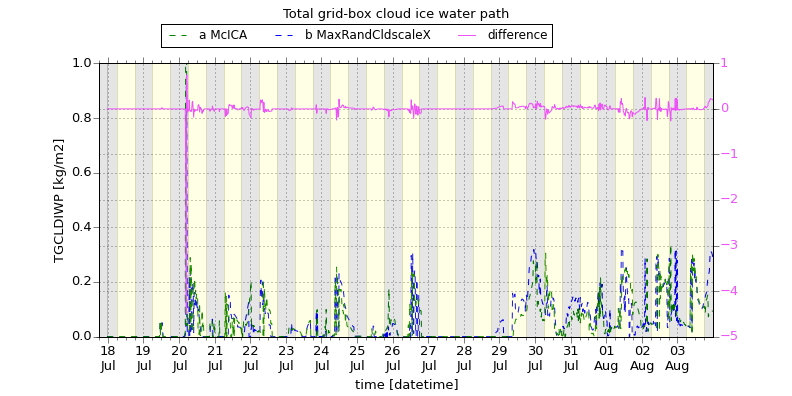 Total grid-box cloud ice water path
a McICA
b MaxRandCldscaleX
difference
TGCLDIWP [kg/m2]
1.0
0.8
0.6
0.4
0.2
0.0
1
0
−1
−2
−3
−4
−5
18 19 20 21 22 23 24 25 26 27 28 29 30 31 01 02 03
Jul Jul Jul Jul Jul Jul Jul Jul Jul Jul Jul Jul Jul Jul Aug Aug Aug
time [datetime]